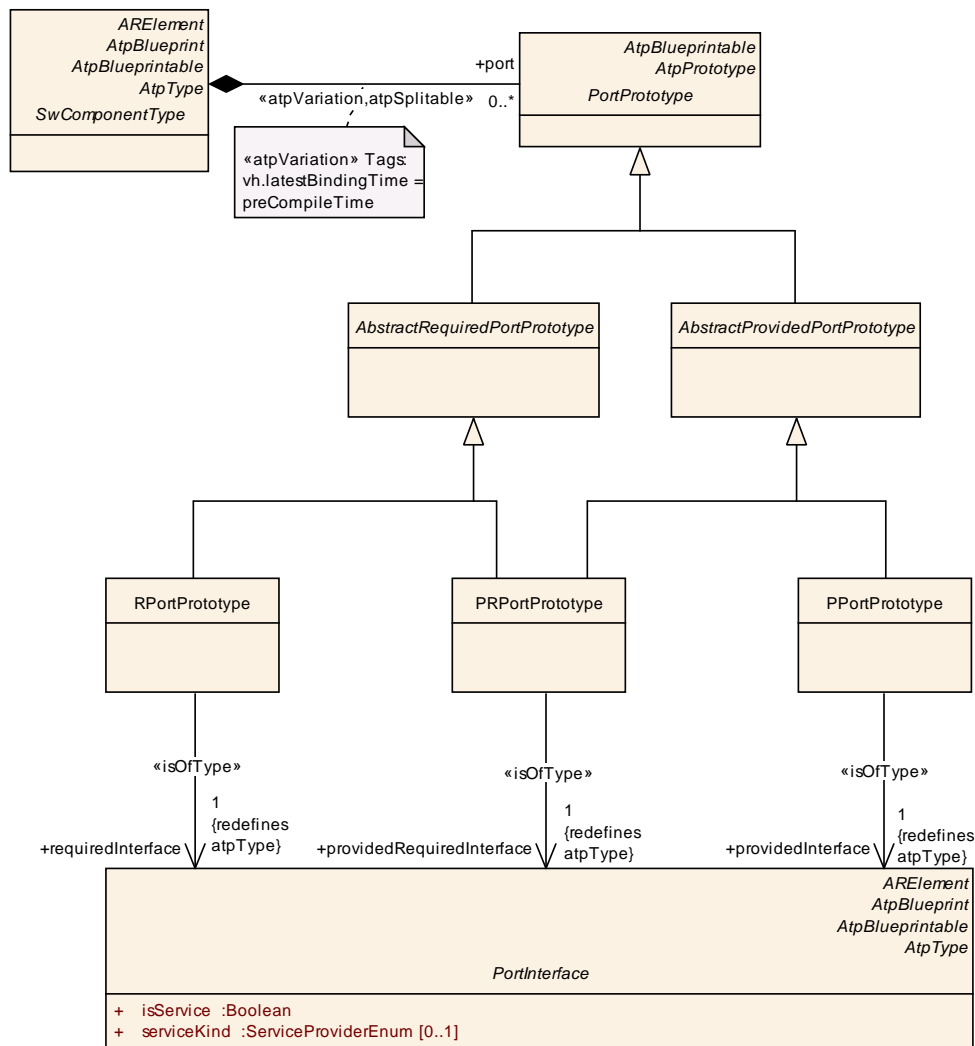 ARElement
AtpBlueprint
AtpBlueprintable
AtpType
SwComponentType
+port
«atpVariation,atpSplitable» 0..*
AtpBlueprintable
AtpPrototype
PortPrototype
«atpVariation» Tags:
vh.latestBindingTime =
preCompileTime
AbstractRequiredPortPrototype
AbstractProvidedPortPrototype
RPortPrototype
PRPortPrototype
PPortPrototype
«isOfType»
«isOfType»
«isOfType»
+requiredInterface
1
{redefines
atpType}
+providedRequiredInterface
1
{redefines
atpType}
+providedInterface
1
{redefines
atpType}
ARElement
AtpBlueprint
AtpBlueprintable
AtpType
PortInterface
+ isService :Boolean
+ serviceKind :ServiceProviderEnum [0..1]